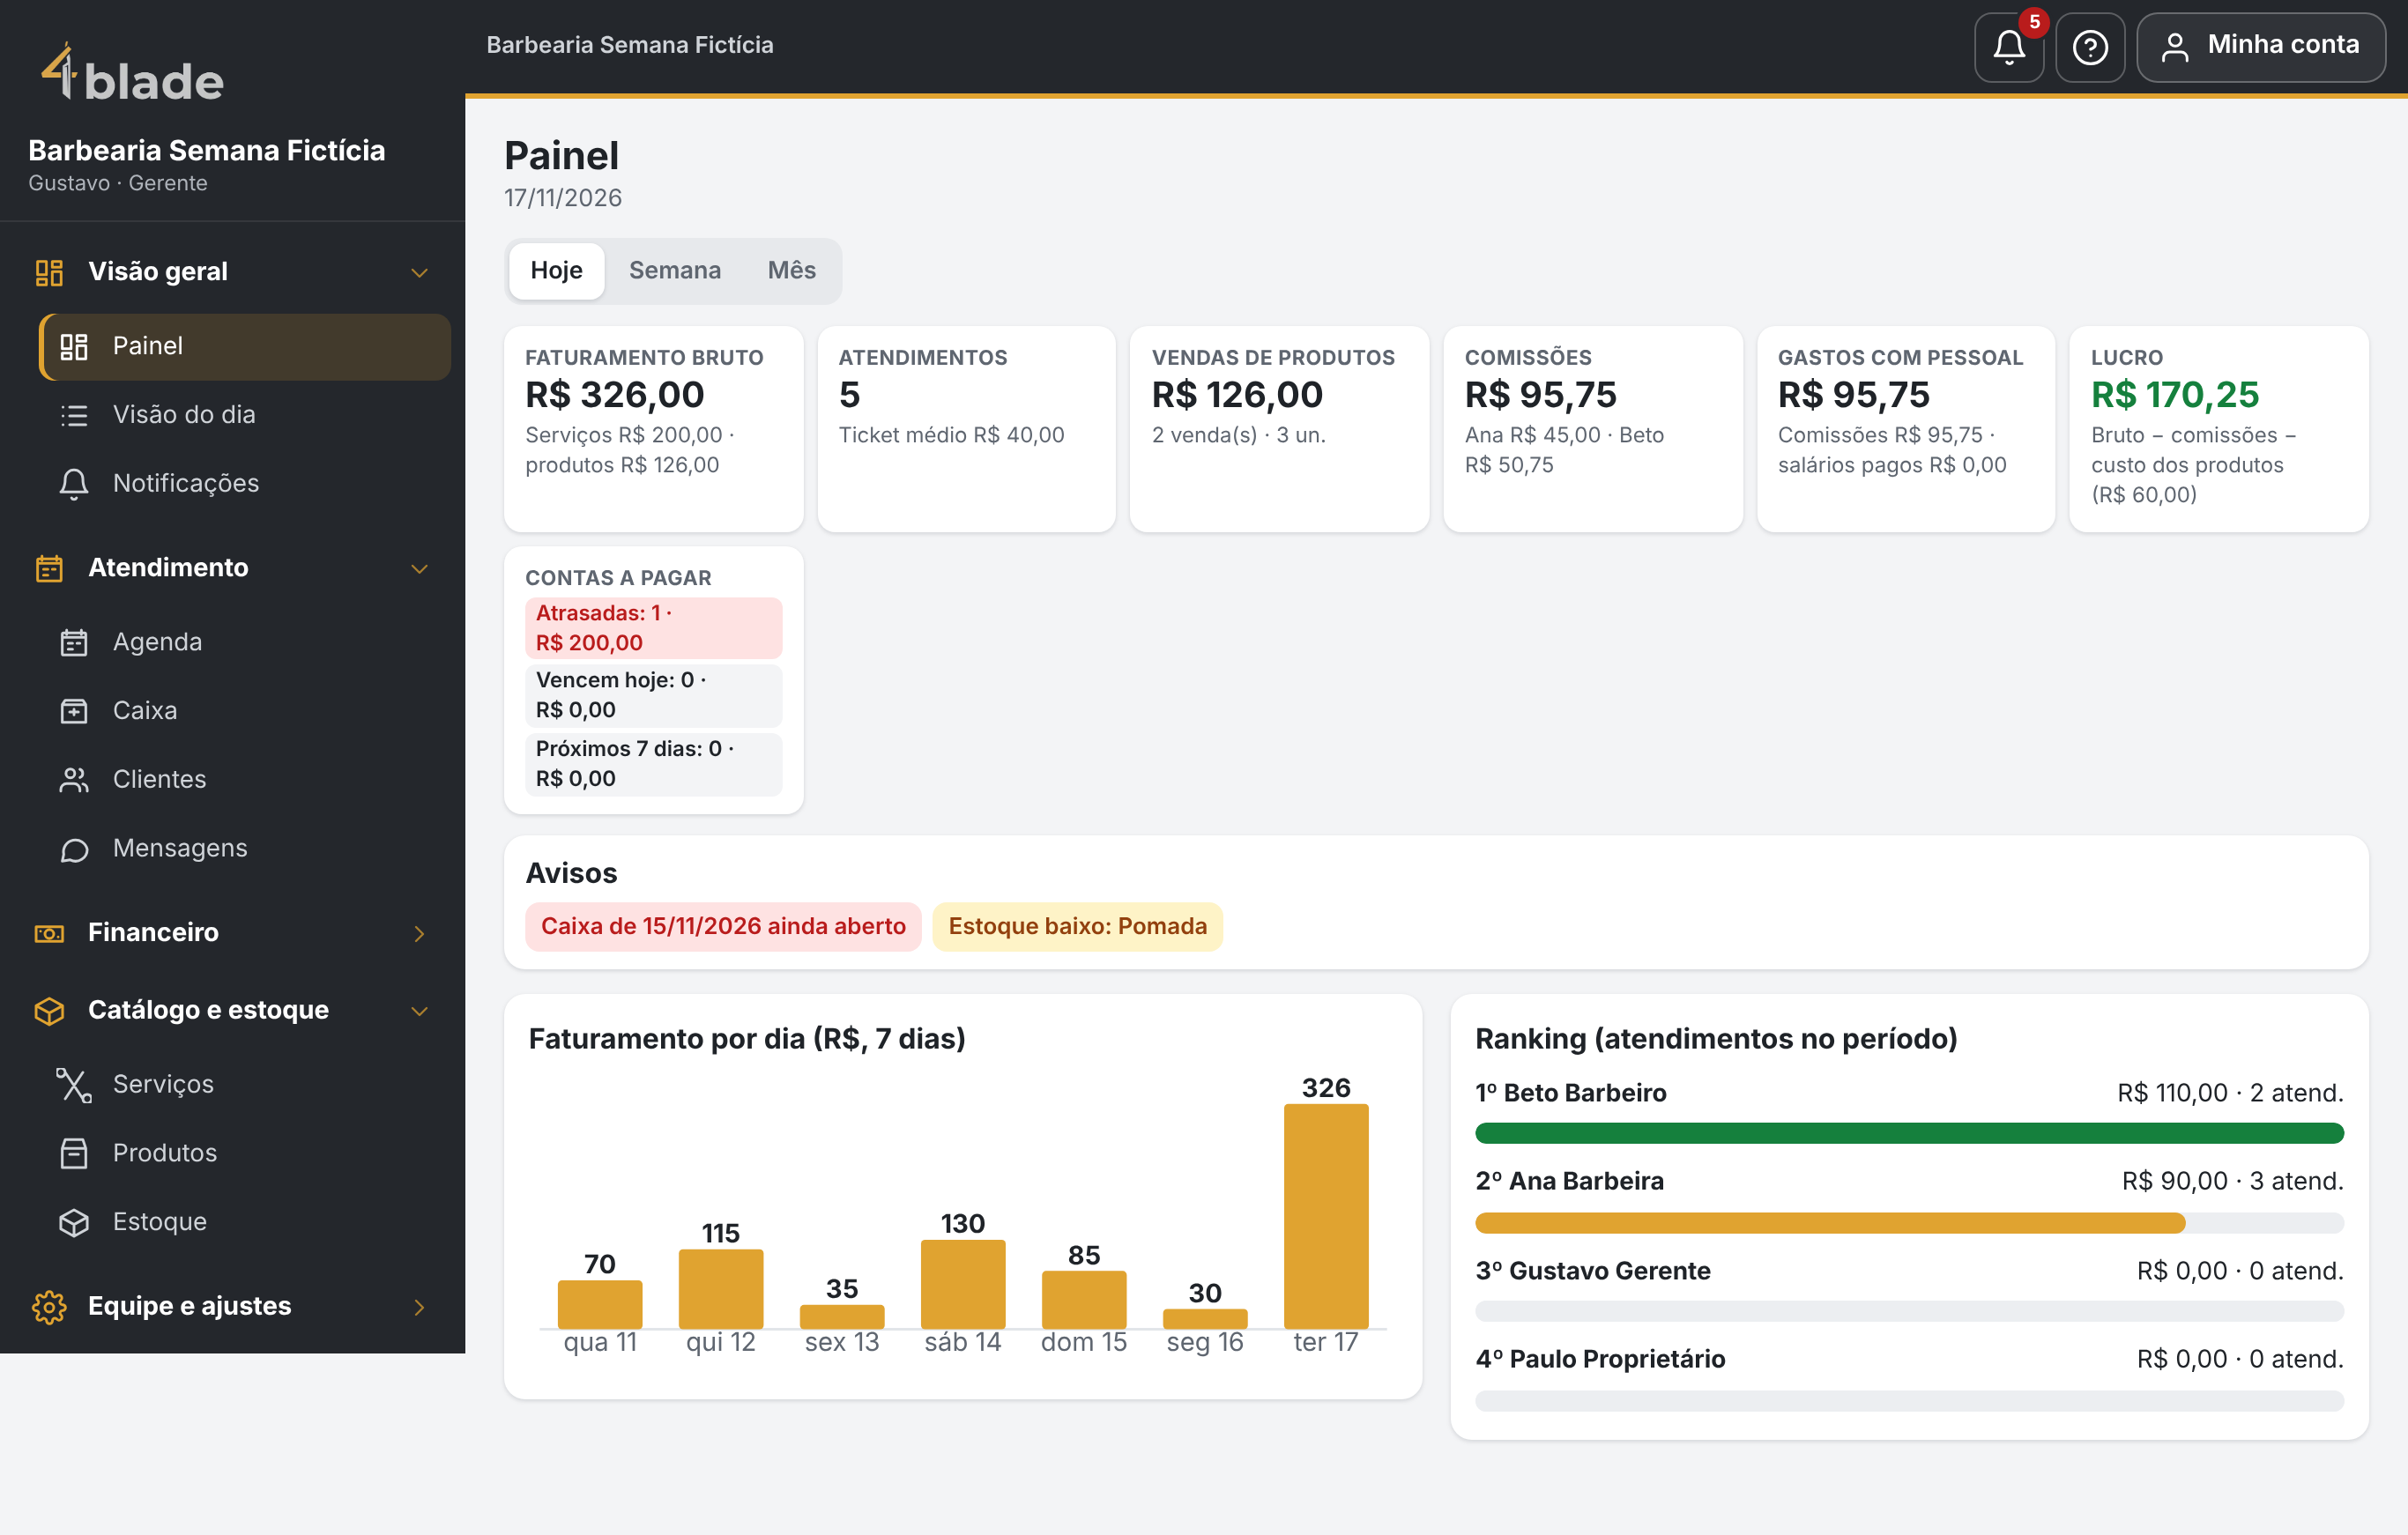 4blade
Barbearia Semana Fictícia
Gustavo · Gerente
Visão geral
Painel
Visão do dia
Notificações
Atendimento
Agenda
Caixa
Clientes
Mensagens
Financeiro
Catálogo e estoque
Serviços
Produtos
Estoque
Equipe e ajustes
Barbearia Semana Fictícia
5
Minha conta
Painel
17/11/2026
Hoje
Semana
Mês
FATURAMENTO BRUTO
R$ 326,00
Serviços R$ 200,00 ·
produtos R$ 126,00
ATENDIMENTOS
5
Ticket médio R$ 40,00
VENDAS DE PRODUTOS
R$ 126,00
2 venda(s) · 3 un.
COMISSÕES
R$ 95,75
Ana R$ 45,00 · Beto
R$ 50,75
GASTOS COM PESSOAL
R$ 95,75
Comissões R$ 95,75 ·
salários pagos R$ 0,00
LUCRO
R$ 170,25
Bruto − comissões −
custo dos produtos
(R$ 60,00)
CONTAS A PAGAR
Atrasadas: 1 ·
R$ 200,00
Vencem hoje: 0 ·
R$ 0,00
Próximos 7 dias: 0 ·
R$ 0,00
Avisos
Caixa de 15/11/2026 ainda aberto
Estoque baixo: Pomada
Faturamento por dia (R$, 7 dias)
70
115
35
130
85
30
326
qua 11
qui 12
sex 13
sáb 14
dom 15
seg 16
ter 17
Ranking (atendimentos no período)
1º Beto Barbeiro
R$ 110,00 · 2 atend.
2º Ana Barbeira
R$ 90,00 · 3 atend.
3º Gustavo Gerente
R$ 0,00 · 0 atend.
4º Paulo Proprietário
R$ 0,00 · 0 atend.